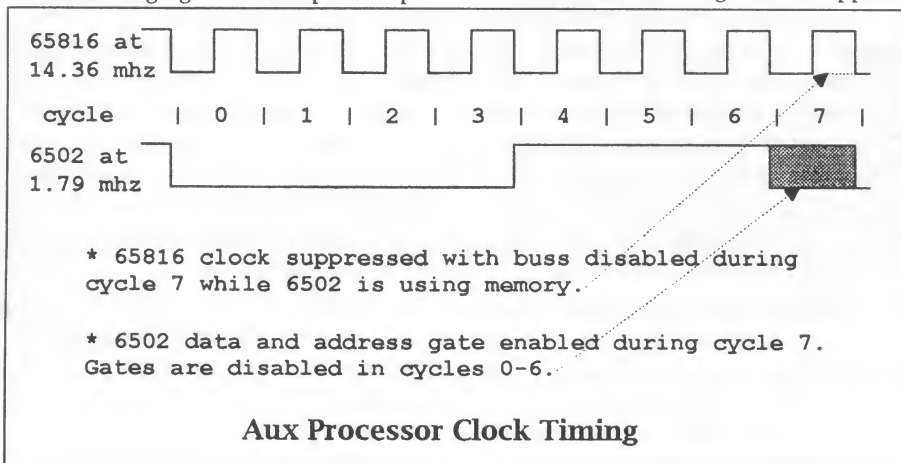 65816 at
14.36 mhz
cycle | 0 | 1 | 2 | 3 | 4 | 5 | 6 | 7 |
6502 at
1.79 mhz
* 65816 clock suppressed with buss disabled during
cycle 7 while 6502 is using memory.
* 6502 data and address gate enabled during cycle 7.
Gates are disabled in cycles 0-6.
Aux Processor Clock Timing